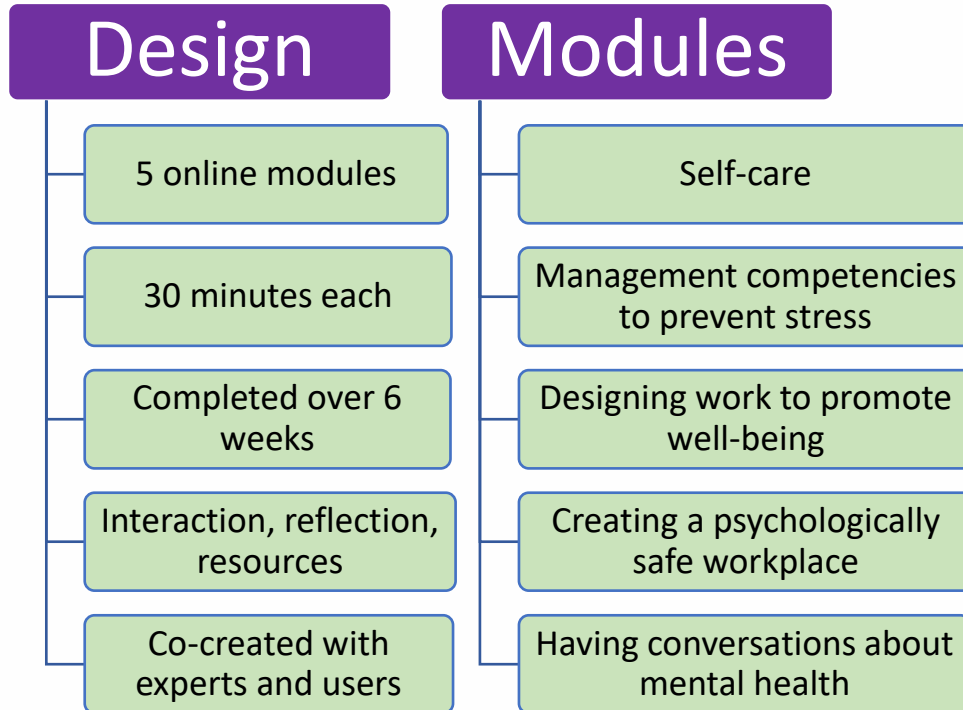 Design
5 online modules
30 minutes each
Completed over 6
weeks
Interaction, reflection,
resources
Co-created with
experts and users
Modules
Self-care
Management competencies
to prevent stress
Designing work to promote
well-being
Creating a psychologically
safe workplace
Having conversations about
mental health